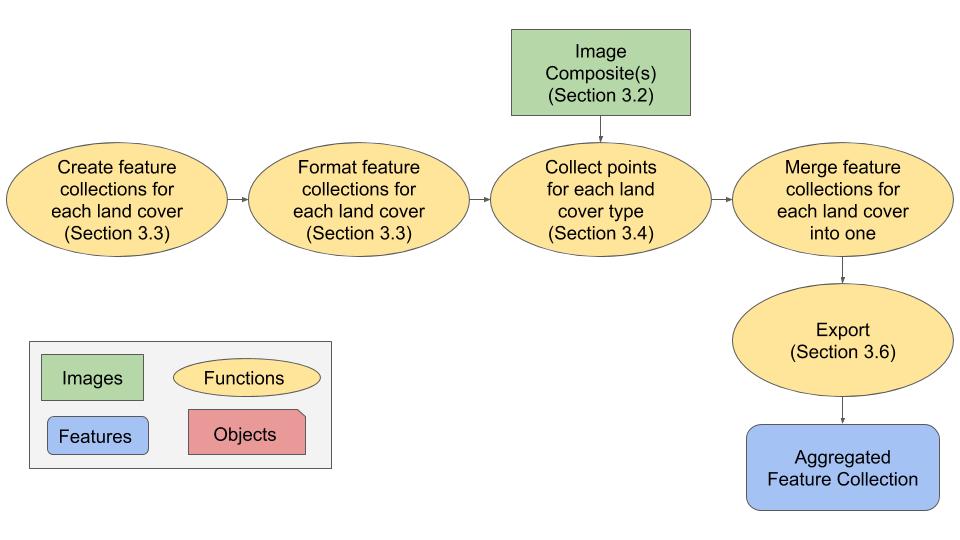 Image
Composite(s)
(Section 3.2)
Create feature
collections for
each land cover
(Section 3.3)
Format feature
collections for
each land cover
(Section 3.3)
Collect points
for each land
cover type
(Section 3.4)
Merge feature
collections for
each land cover
into one
Export
(Section 3.6)
Aggregated
Feature Collection
Images
Functions
Features
Objects